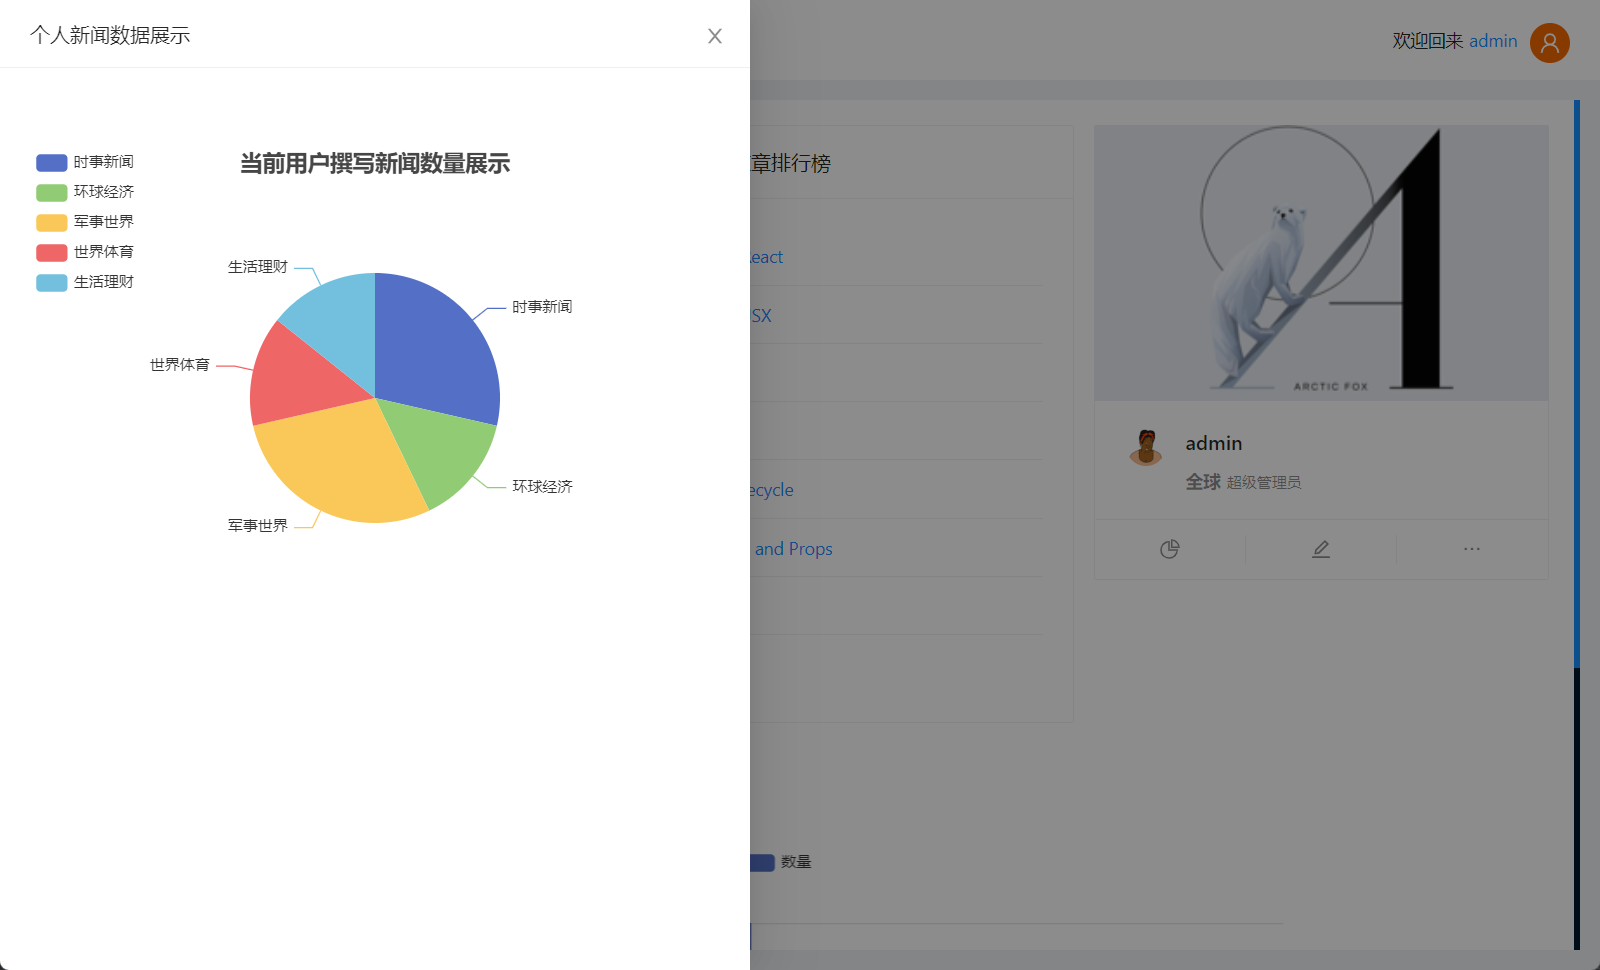 个人新闻数据展示
欢迎回来 admin
时事新闻
环球经济
军事世界
世界体育
生活理财
当前用户撰写新闻数量展示
生活理财
时事新闻
世界体育
环球经济
军事世界
章排行榜
eact
SX
ecycle
and Props
数量
ARCTIC FOX
admin
全球 超级管理员